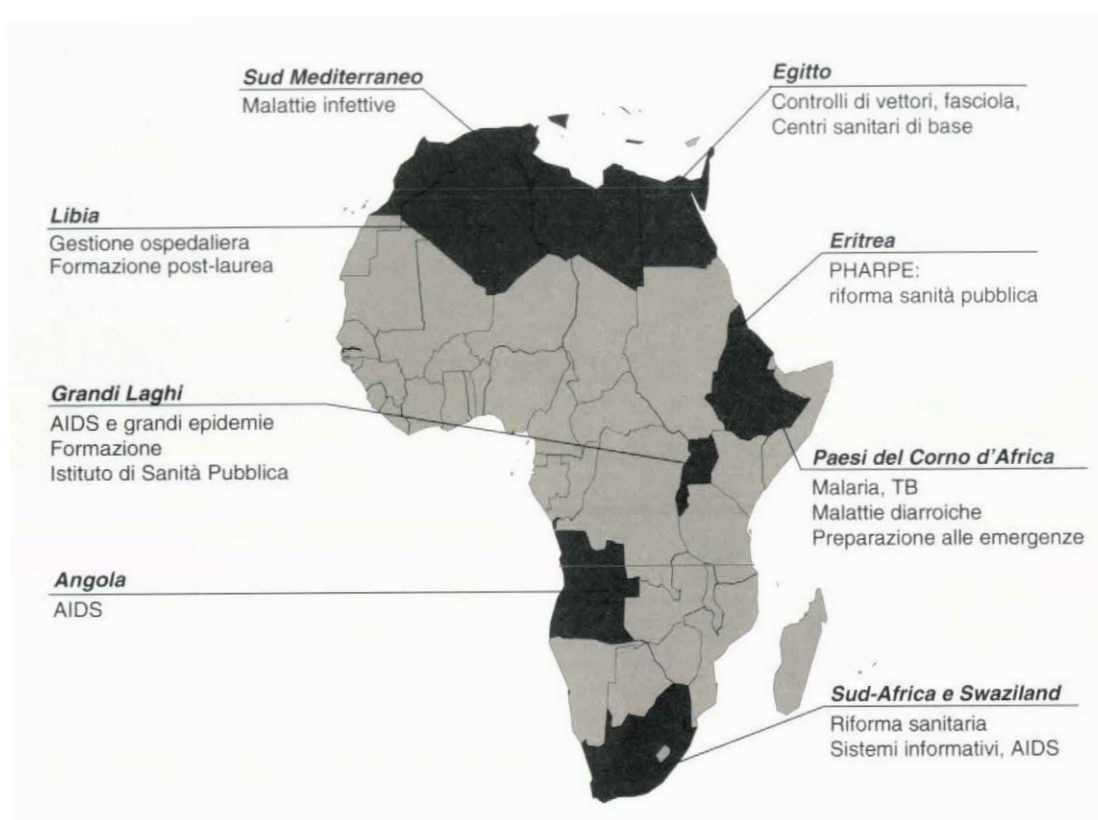 Sud Mediterraneo
Malattie infettive
Egitto
Controlli di vettori, fasciola,
Centri sanitari di base
Libia
Gestione ospedaliera
Formazione post-laurea
Eritrea
PHARPE:
riforma sanità pubblica
Grandi Laghi
AIDS e grandi epidemie
Formazione
Istituto di Sanità Pubblica
Paesi del Corno d'Africa
Malaria, TB
Malattie diarroiche
Preparazione alle emergenze
Angola
AIDS
Sud-Africa e Swaziland
Riforma sanitaria
Sistemi informativi, AIDS